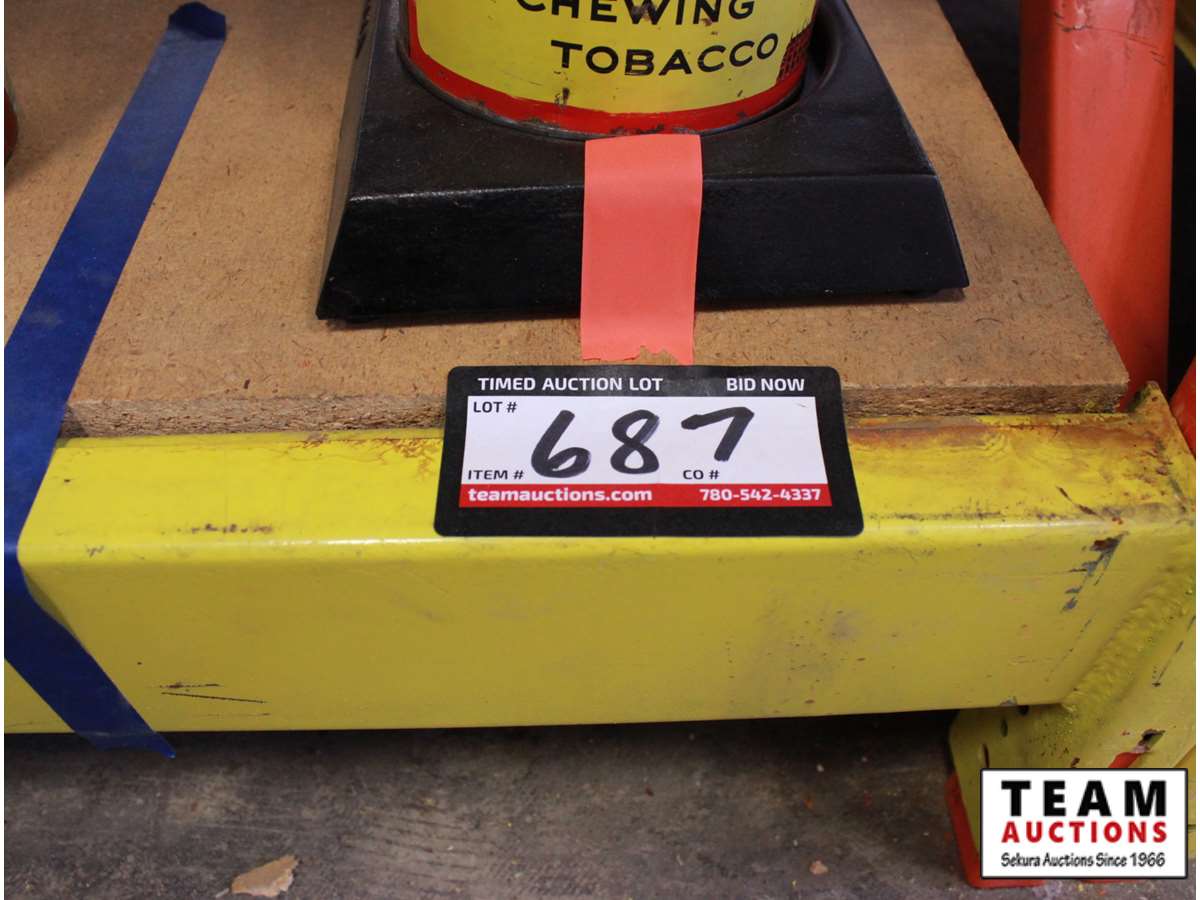 CHEWING
TOBACCO
TIMED AUCTION LOT BID NOW
LOT #
687
ITEM # CO #
teamauctions.com 780-542-4337
TEAM
AUCTIONS
Sekura Auctions Since 1966